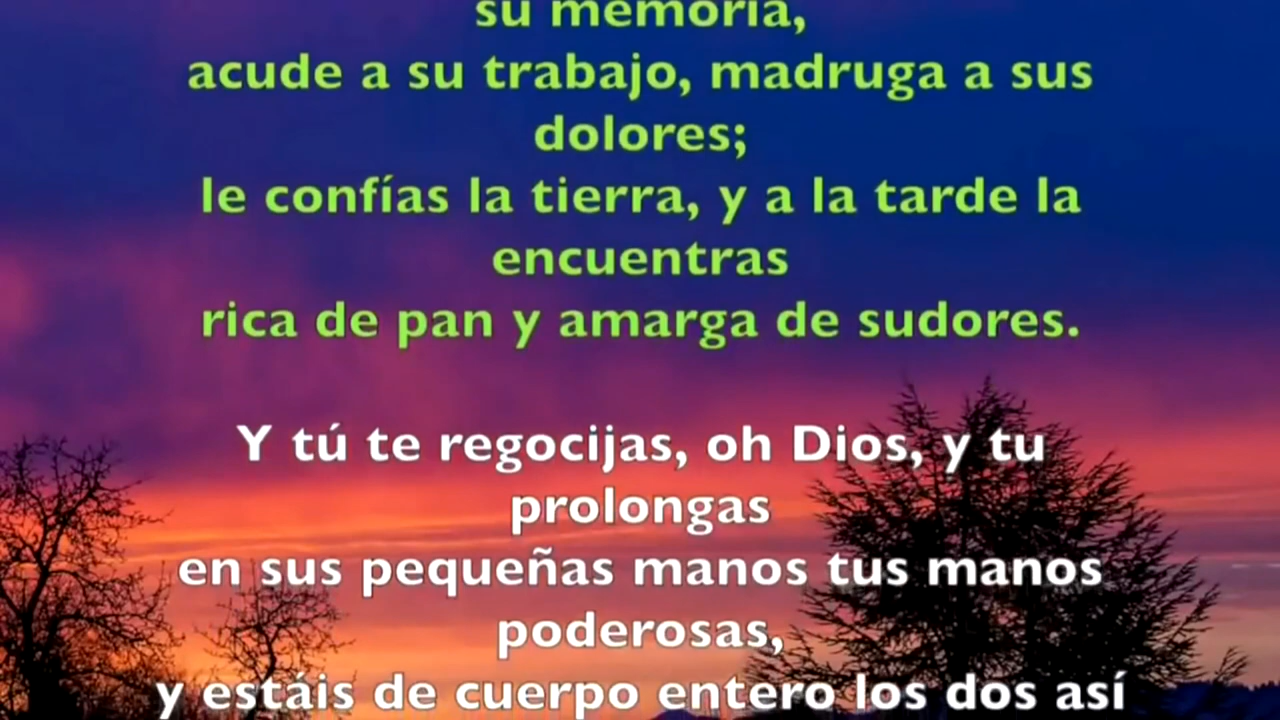 su memoria,
acude a su trabajo, madruga a sus
dolores;
le confías la tierra, y a la tarde la
encuentras
rica de pan y amarga de sudores.
Y tú te regocijas, oh Dios, y tu
prolongas
en sus pequeñas manos tus manos
poderosas,
y estáis de cuerpo entero los dos así